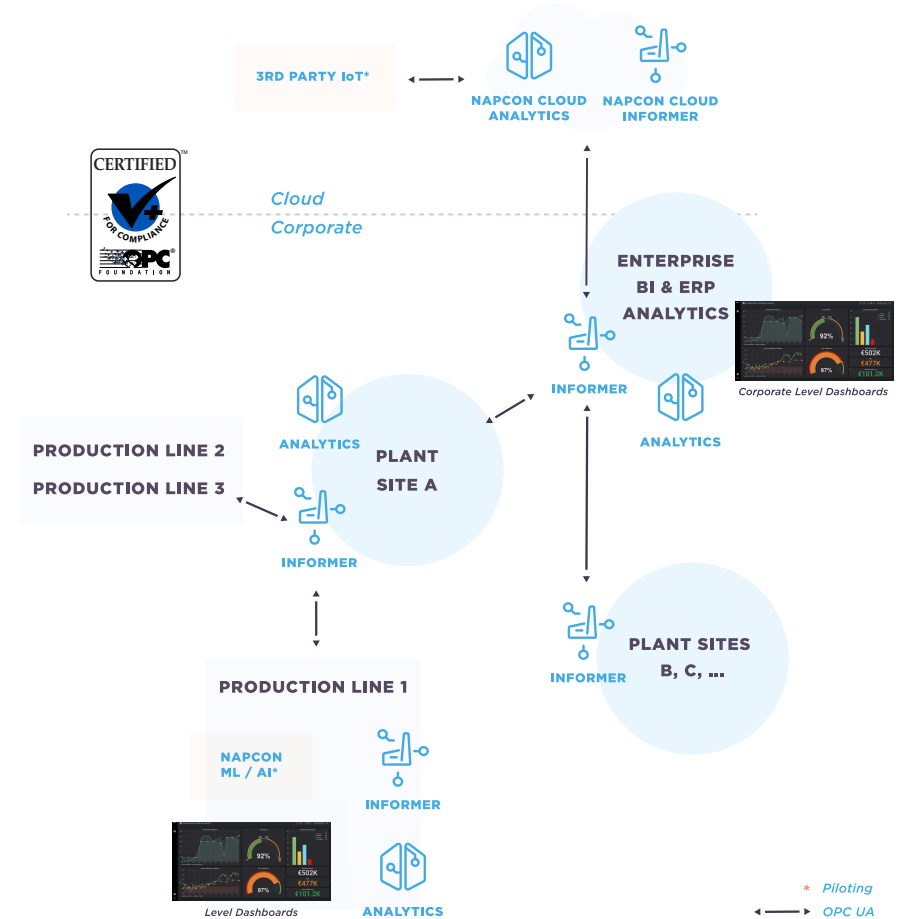 3RD PARTY IoT*
NAPCON CLOUD
ANALYTICS
NAPCON CLOUD
INFORMER
CERTIFIED
TM
V+
FOR COMPLIANCE
OPC®
FOUNDATION
Cloud
Corporate
ENTERPRISE
BI & ERP
ANALYTICS
INFORMER
92%
97%
€502K
€477K
€101.2K
Corporate Level Dashboards
ANALYTICS
ANALYTICS
PLANT
SITE A
PRODUCTION LINE 2
PRODUCTION LINE 3
INFORMER
PLANT SITES
B, C, ...
INFORMER
PRODUCTION LINE 1
NAPCON
ML / AI*
INFORMER
92%
97%
€502K
€477K
€101.2K
Level Dashboards
ANALYTICS
* Piloting
OPC UA